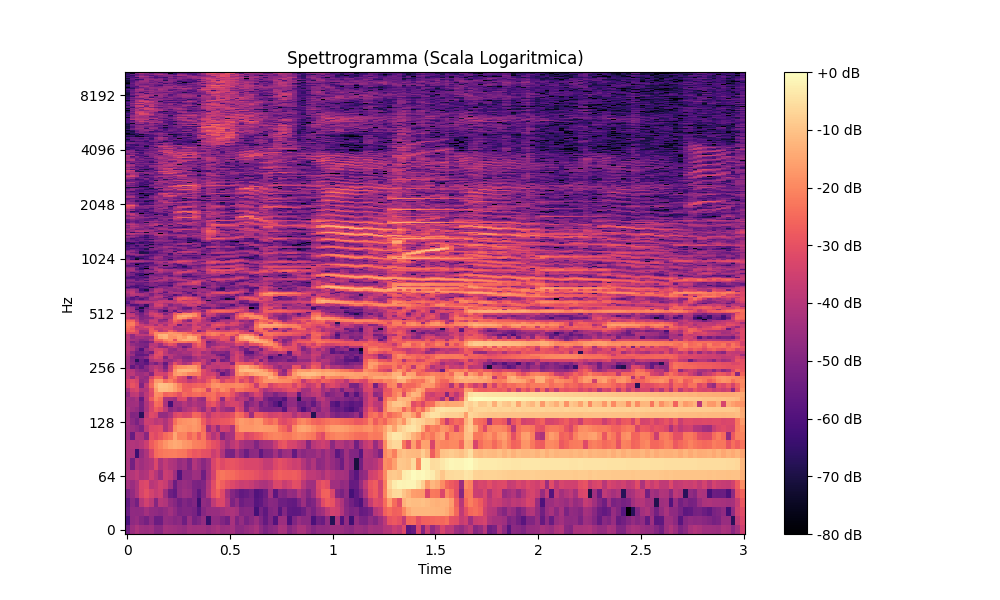 Spettrogramma (Scala Logaritmica)
8192
4096
2048
1024
512
256
128
64
0
Hz
0
0.5
1
1.5
2
2.5
3
Time
+0 dB
-10 dB
-20 dB
-30 dB
-40 dB
-50 dB
-60 dB
-70 dB
-80 dB